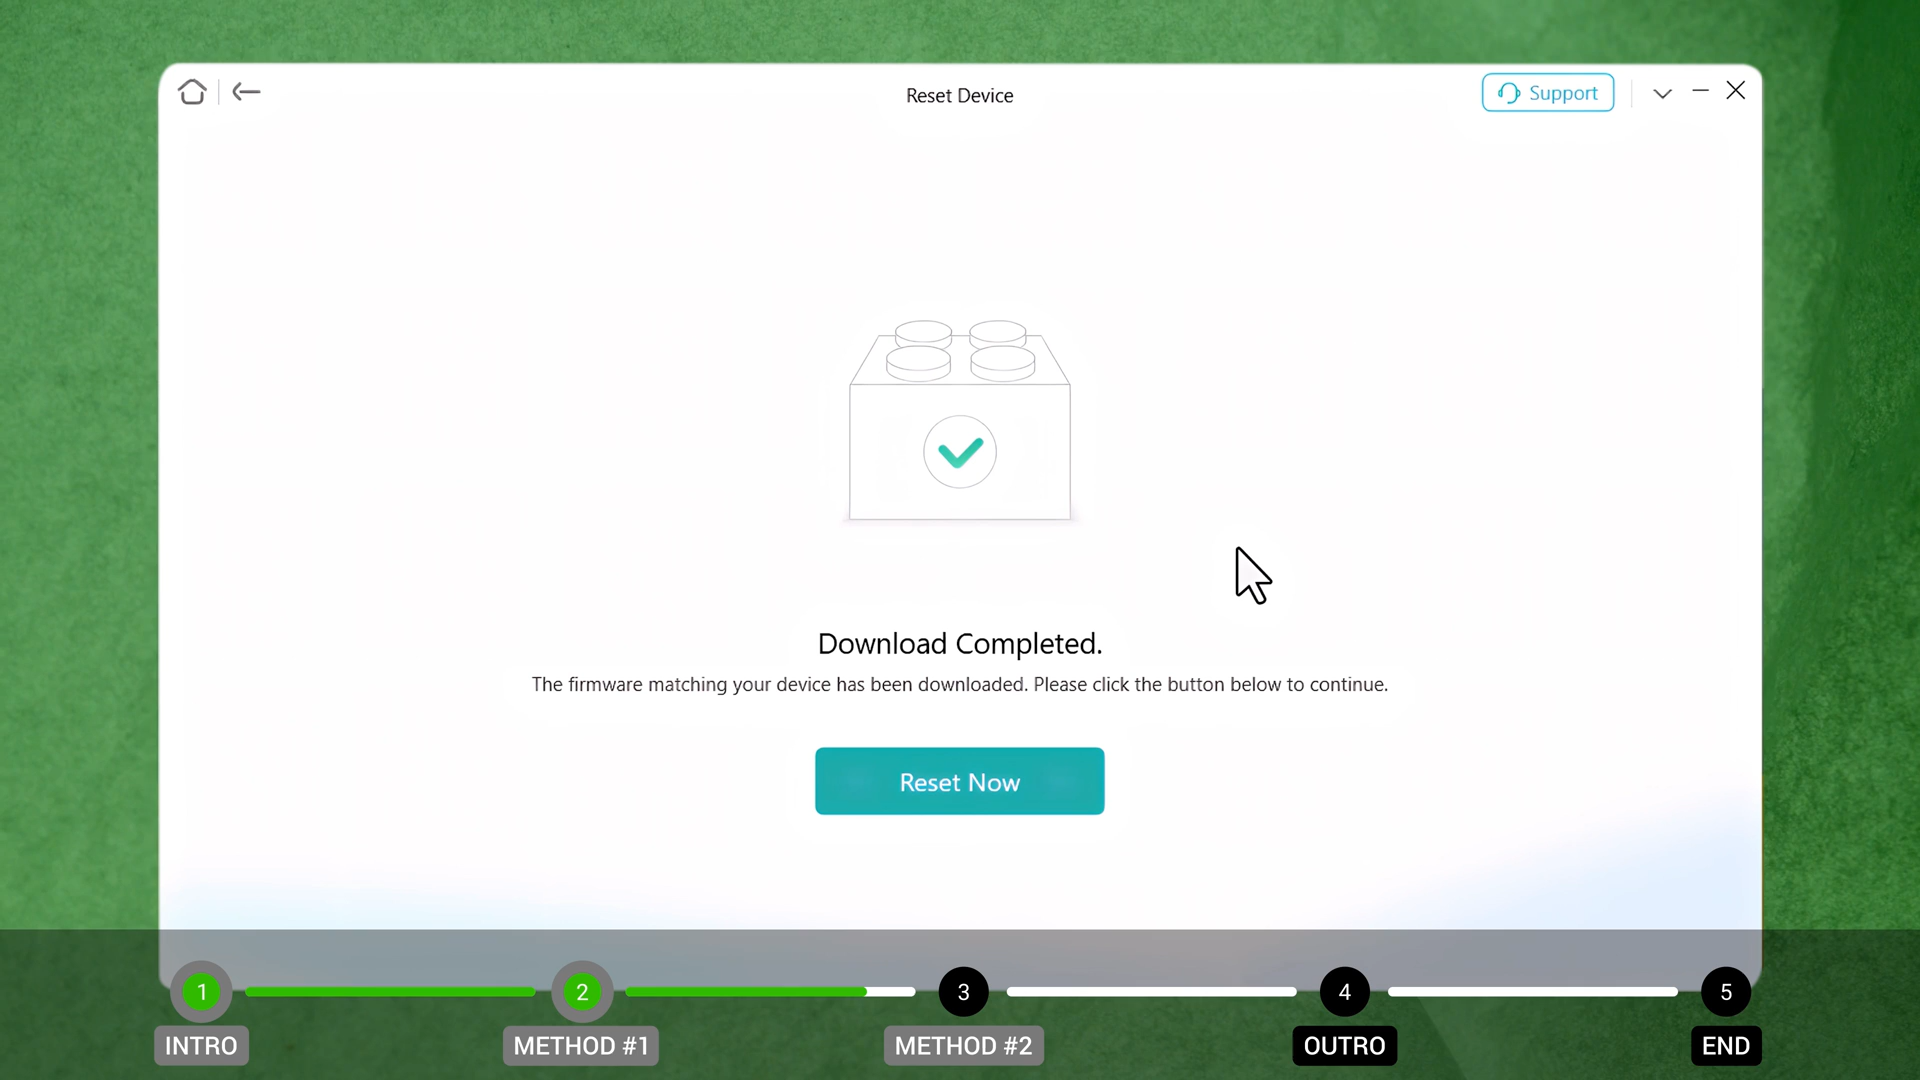 Reset Device
Support
Download Completed.
The firmware matching your device has been downloaded. Please click the button below to continue.
Reset Now
1
2
3
4
5
INTRO
METHOD #1
METHOD #2
OUTRO
END